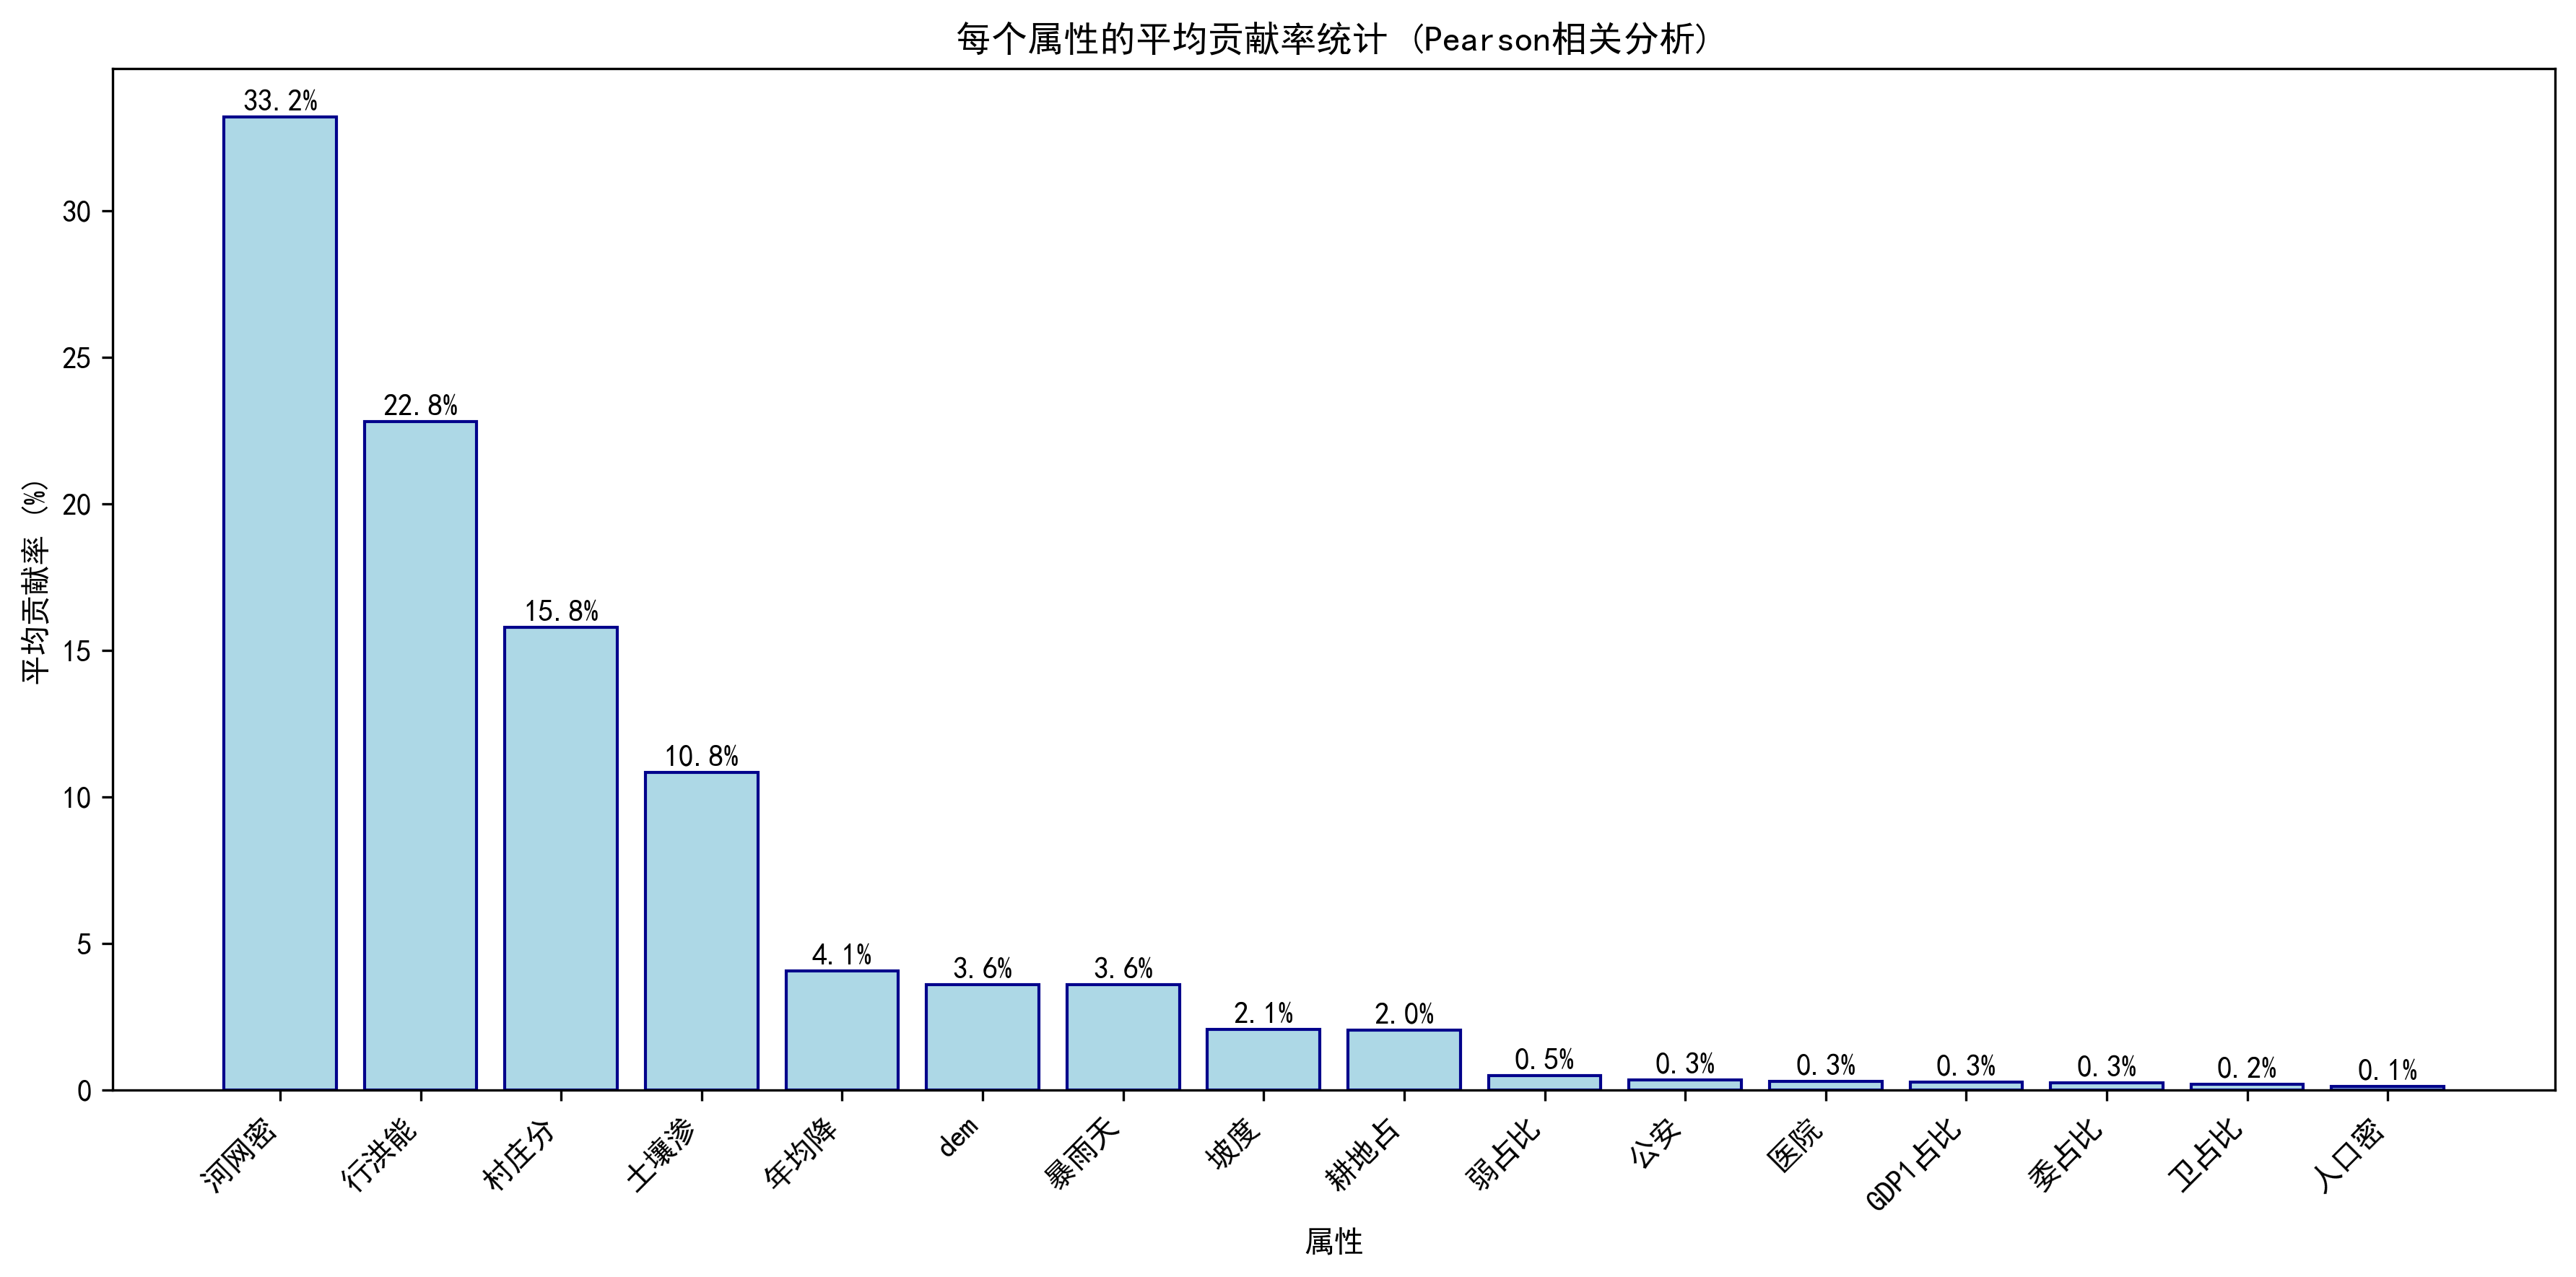 每个属性的平均贡献率统计 (Pearson相关分析)
平均贡献率 (%)
30
25
20
15
10
5
0
33.2%
22.8%
15.8%
10.8%
4.1%
3.6%
3.6%
2.1%
2.0%
0.5%
0.3%
0.3%
0.3%
0.3%
0.2%
0.1%
河网密
行洪能
村庄分
土壤渗
年均降
dem
暴雨天
坡度
耕地占
弱占比
公安
医院
GDP1占比
委占比
卫占比
人口密
属性